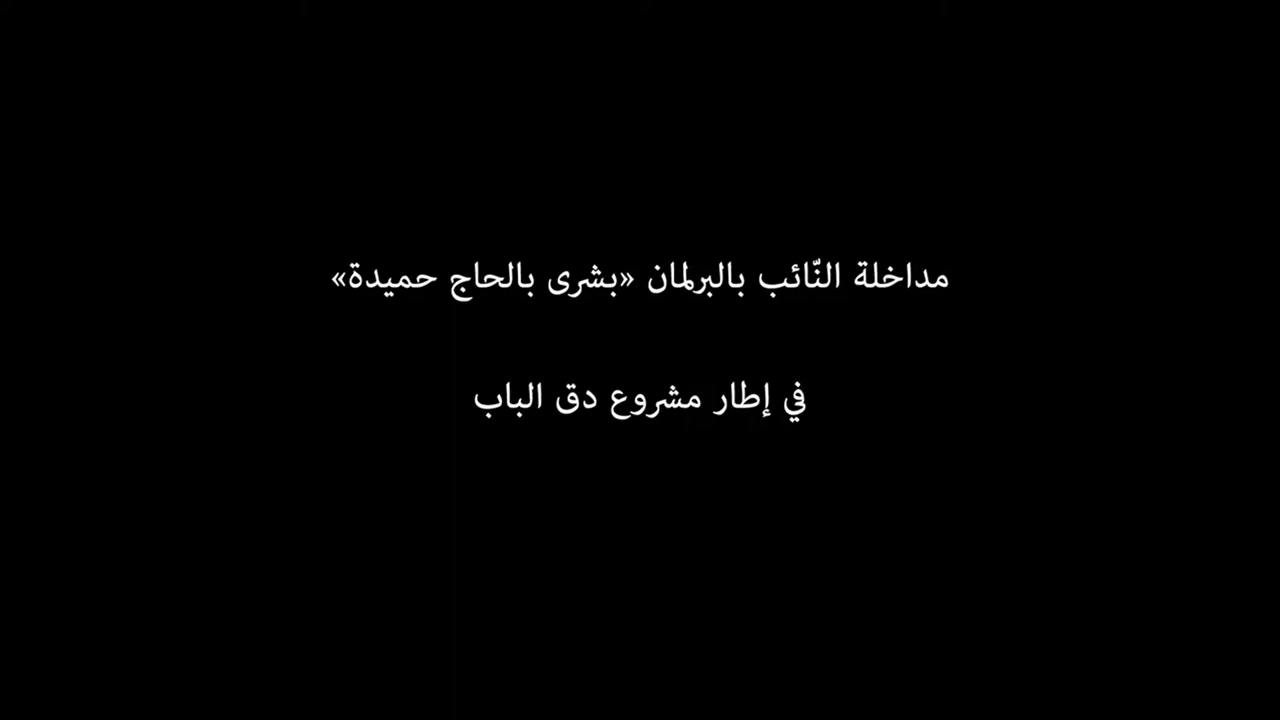 مداخلة النّائب بالبرلمان «بشرى بالحاج حميدة»
في إطار مشروع دق الباب